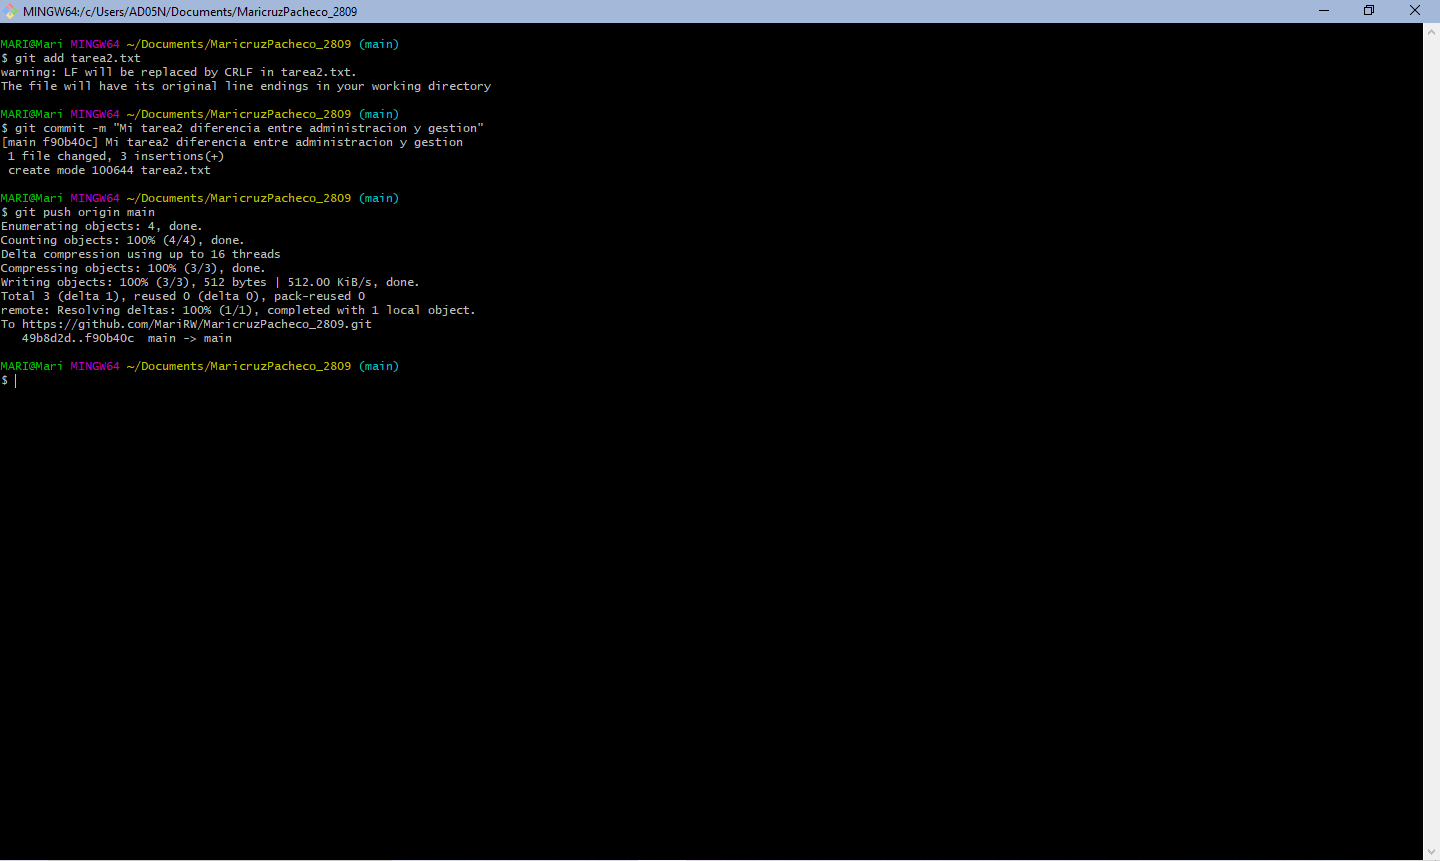 MINGW64:/c/Users/AD05N/Documents/MaricruzPacheco_2809
MARI@Mari MINGW64 ~/Documents/MaricruzPacheco_2809 (main)
$ git add tarea2.txt
warning: LF will be replaced by CRLF in tarea2.txt.
The file will have its original line endings in your working directory
MARI@Mari MINGW64 ~/Documents/MaricruzPacheco_2809 (main)
$ git commit -m "Mi tarea2 diferencia entre administracion y gestion"
[main f90b40c] Mi tarea2 diferencia entre administracion y gestion
 1 file changed, 3 insertions(+)
 create mode 100644 tarea2.txt
MARI@Mari MINGW64 ~/Documents/MaricruzPacheco_2809 (main)
$ git push origin main
Enumerating objects: 4, done.
Counting objects: 100% (4/4), done.
Delta compression using up to 16 threads
Compressing objects: 100% (3/3), done.
Writing objects: 100% (3/3), 512 bytes | 512.00 KiB/s, done.
Total 3 (delta 1), reused 0 (delta 0), pack-reused 0
remote: Resolving deltas: 100% (1/1), completed with 1 local object.
To https://github.com/MariRW/MaricruzPacheco_2809.git
   49b8d2d..f90b40c  main -> main
MARI@Mari MINGW64 ~/Documents/MaricruzPacheco_2809 (main)
$